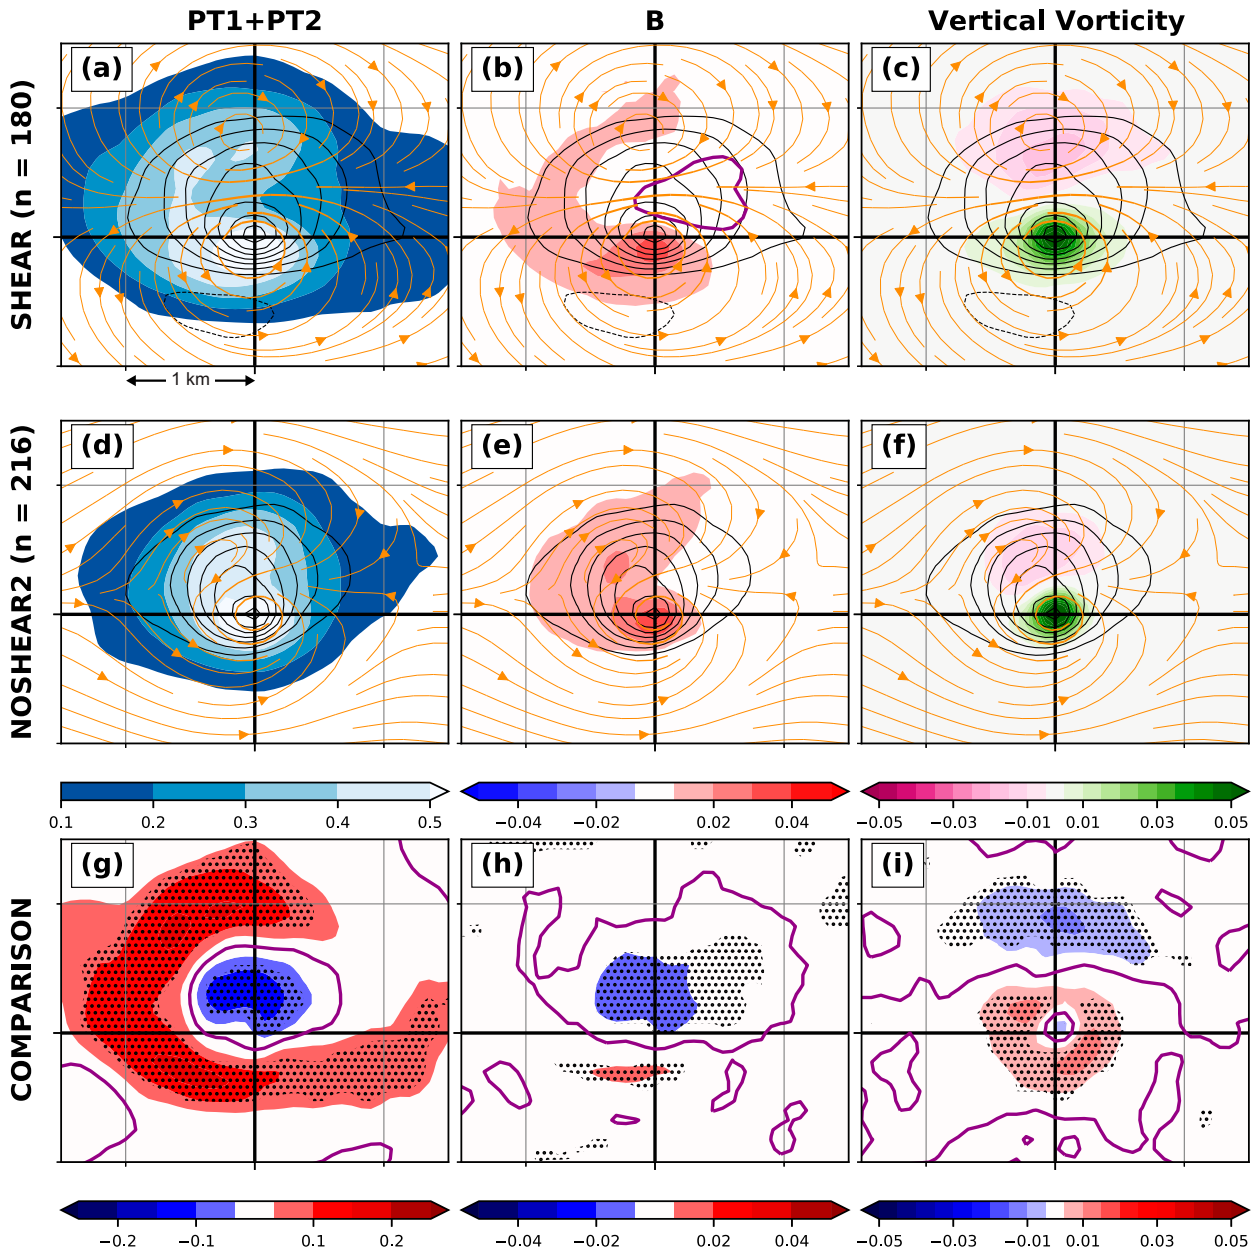 PT1+PT2 B Vertical Vorticity
SHEAR (n = 180)
(a) (b) (c)
1 km
NOSHEAR2 (n = 216)
(d) (e) (f)
0.1 0.2 0.3 0.4 0.5 −0.04 −0.02 0.02 0.04 −0.05 −0.03 −0.01 0.01 0.03 0.05
COMPARISON
(g) (h) (i)
−0.2 −0.1 0.1 0.2 −0.04 −0.02 0.02 0.04 −0.05 −0.03 −0.01 0.01 0.03 0.05